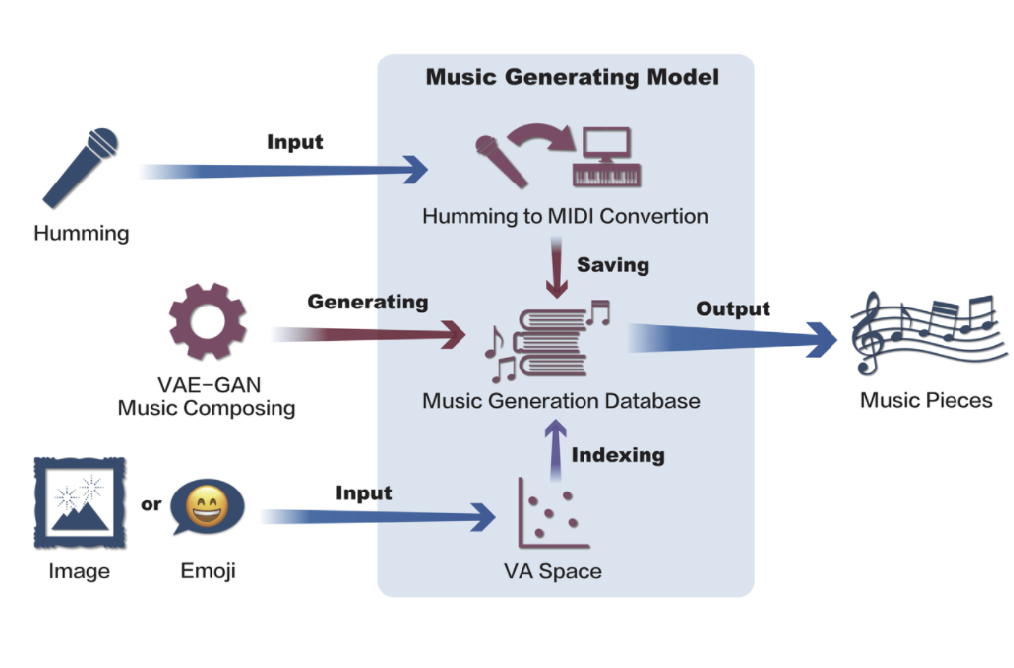 Music Generating Model
Input
Humming
Humming to MIDI Convertion
Saving
Generating
Output
VAE-GAN
Music Composing
Music Generation Database
Music Pieces
Indexing
Input
or
Image
Emoji
VA Space